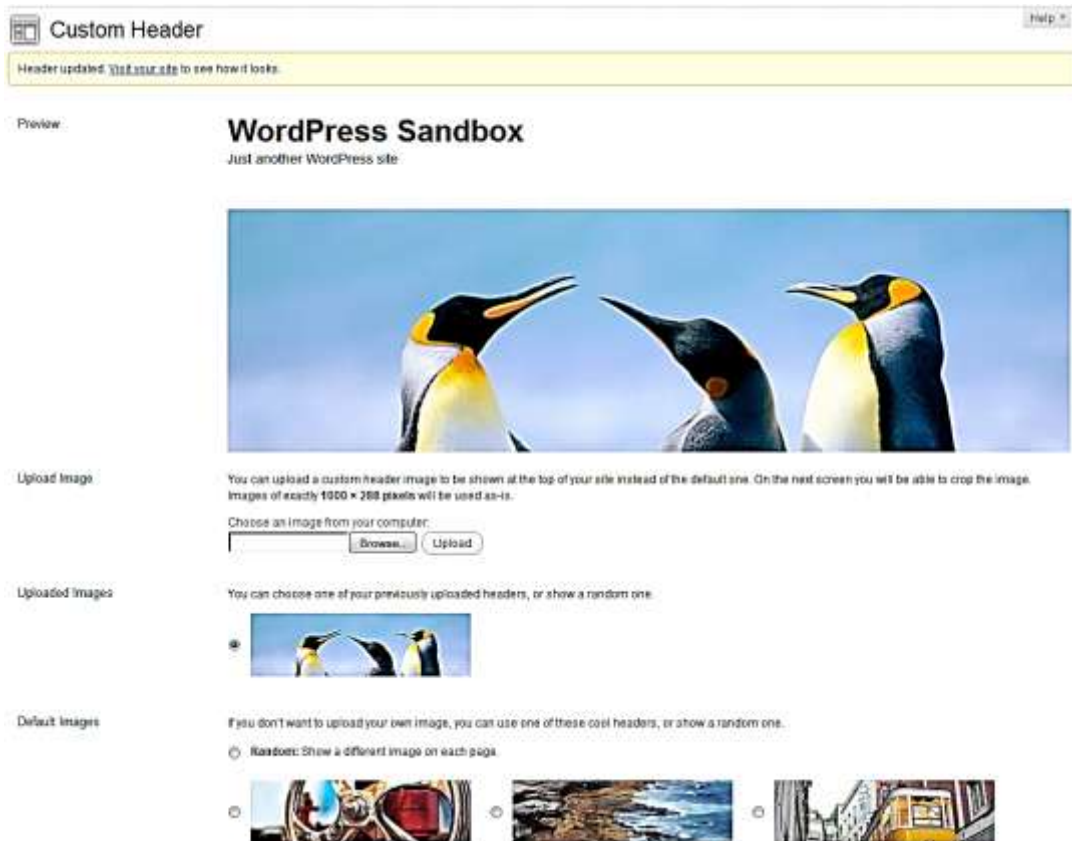 Custom Header
Help
Header updated. Visit your site to see how it looks.
Preview
WordPress Sandbox
Just another WordPress site
Upload Image
You can upload a custom header image to be shown at the top of your site instead of the default one. On the next screen you will be able to crop the image.
Images of exactly 1000 × 288 pixels will be used as-is.
Choose an image from your computer:
Browse... Upload
Uploaded Images
You can choose one of your previously uploaded headers, or show a random one.
Default Images
If you don't want to upload your own image, you can use one of these cool headers, or show a random one.
Random: Show a different image on each page.